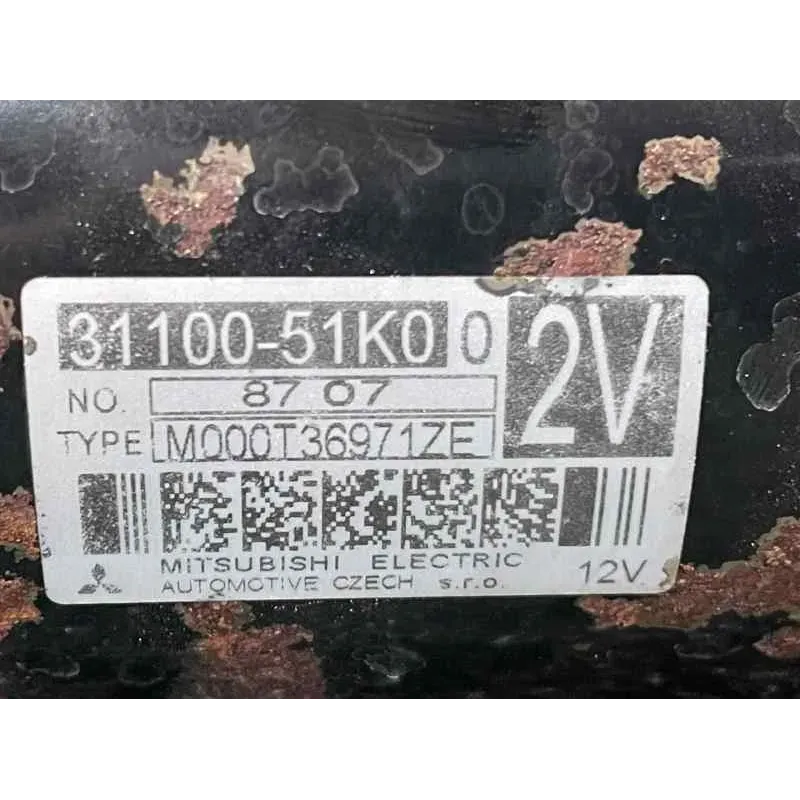 31100-51K0 0 2V
NO. 87 07
TYPE M000T36971ZE
MITSUBISHI ELECTRIC
AUTOMOTIVE CZECH s.r.o. 12V